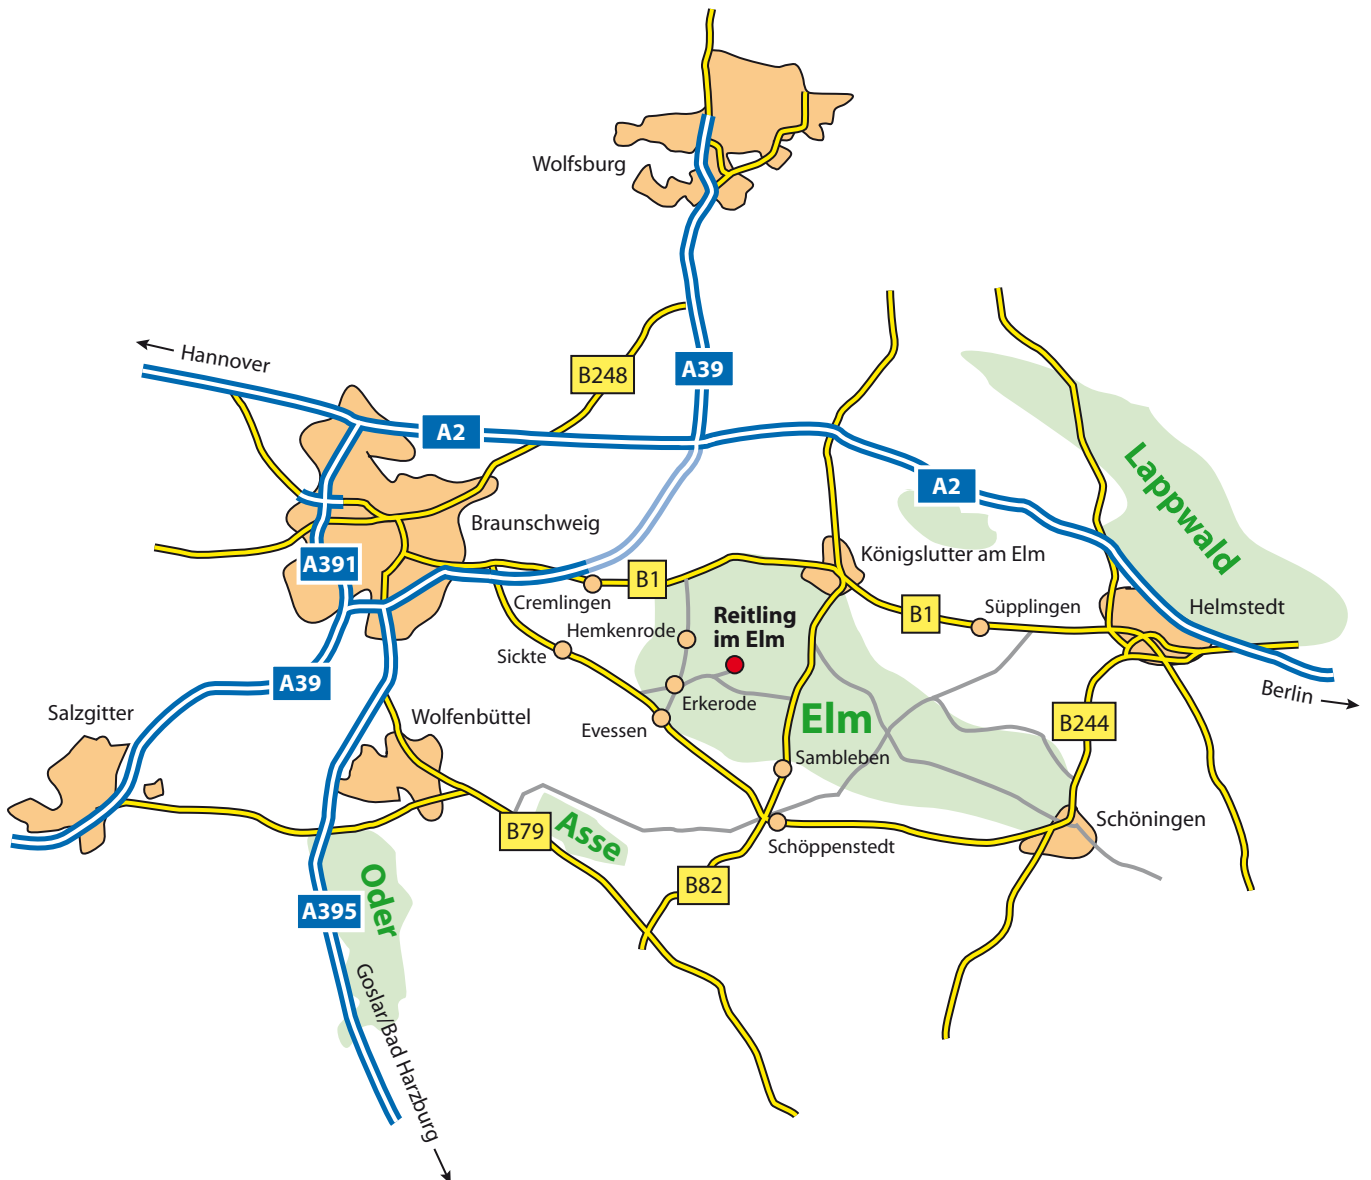 Wolfsburg
Hannover
B248
A39
A2
A2
Lappwald
Braunschweig
Königslutter am Elm
A391
B1
Cremlingen
Reitling
im Elm
B1
Süpplingen
Helmstedt
Hemkenrode
Sickte
A39
Erkerode
Berlin
Salzgitter
Wolfenbüttel
Evessen
Elm
B244
Sambleben
B79
Asse
Schöppenstedt
Schöningen
B82
Oder
A395
Goslar/Bad Harzburg